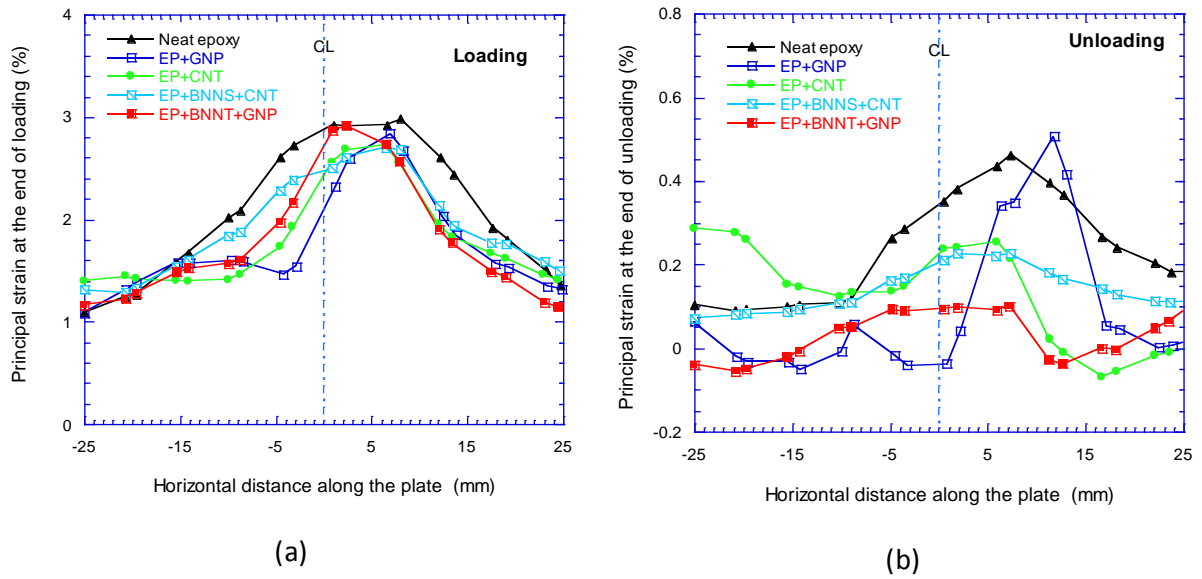 Principal strain at the end of loading (%)
4
3
2
1
0
Neat epoxy
EP+GNP
EP+CNT
EP+BNNS+CNT
EP+BNNT+GNP
CL
Loading
-25
-15
-5
5
15
25
Horizontal distance along the plate (mm)
(a)
Principal strain at the end of unloading (%)
0.8
0.6
0.4
0.2
0
-0.2
Neat epoxy
EP+GNP
EP+CNT
EP+BNNS+CNT
EP+BNNT+GNP
CL
Unloading
-25
-15
-5
5
15
25
Horizontal distance along the plate (mm)
(b)